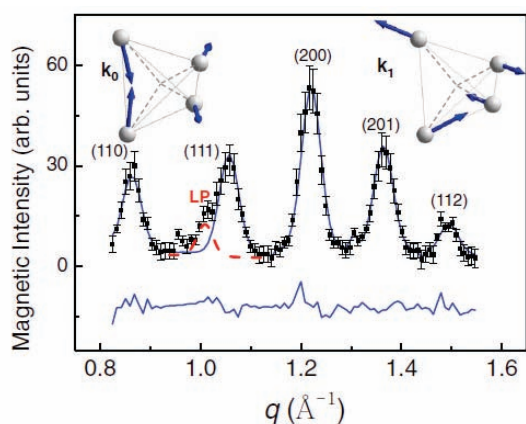 k0
k1
(200)
(110)
(111)
(201)
LP
(112)
60
30
0
Magnetic Intensity (arb. units)
0.8
1.0
1.2
1.4
1.6
q (Å⁻¹)